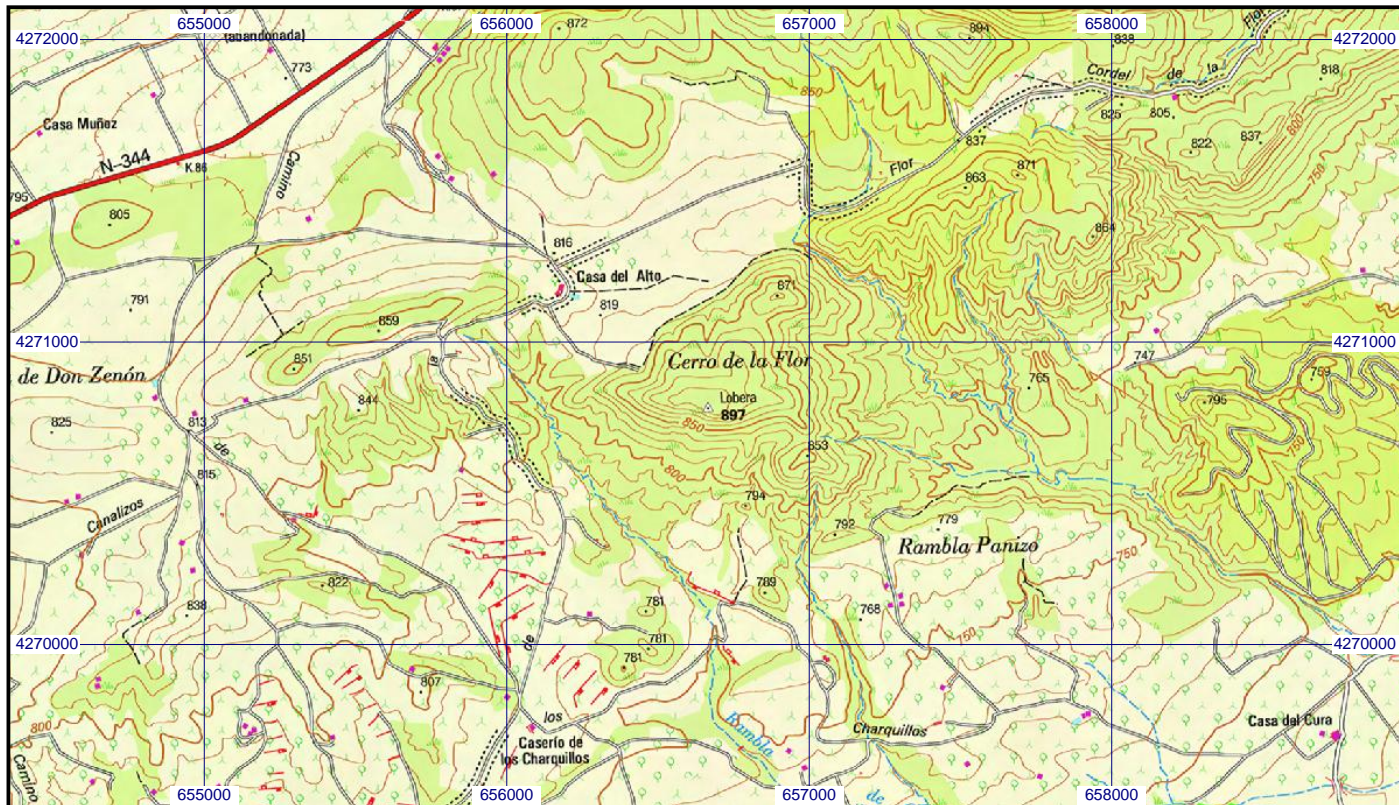 655000
656000
657000
658000
872
894
838
Flor
4272000
4272000
(abandonada)
773
Cordel
de
la
818
850
825
805
800
Casa Muñoz
837
837
822
N-344
K.86
Camino
Flor
863
871
750
795
805
816
864
Casa del Alto
791
819
871
859
851
4271000
4271000
la
Cerro de la Flor
747
de Don Zenón
765
759
Lobera
897
844
795
825
813
850
853
750
de
815
800
794
Canalizos
792
779
Rambla Panizo
750
822
789
838
781
768
4270000
4270000
de
781
750
781
807
los
Rambla
Charquillos
Casa del Cura
800
Caserío de
los Charquillos
Camino
655000
656000
657000
658000
de